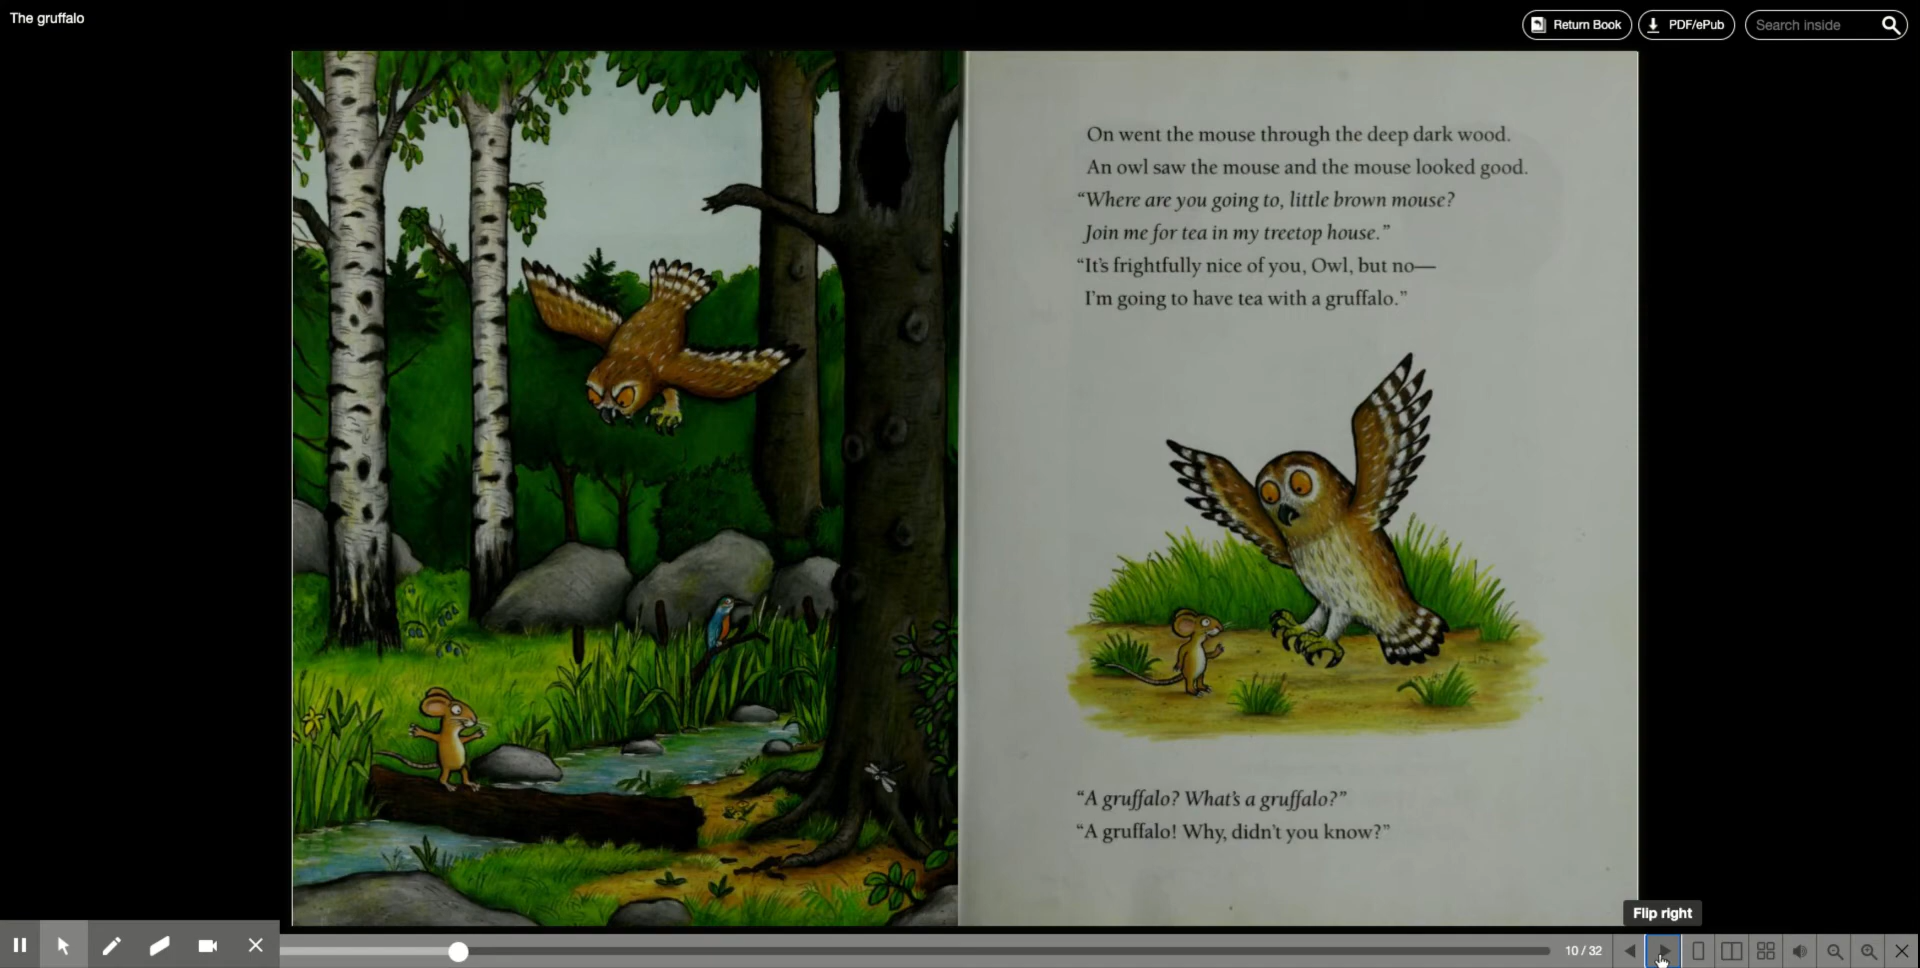 The gruffalo
Return Book
PDF/ePub
Search inside
On went the mouse through the deep dark wood.
An owl saw the mouse and the mouse looked good.
“Where are you going to, little brown mouse?
Join me for tea in my treetop house.”
“It's frightfully nice of you, Owl, but no—
I'm going to have tea with a gruffalo.”
“A gruffalo? What's a gruffalo?”
“A gruffalo! Why, didn't you know?”
Flip right
10 / 32